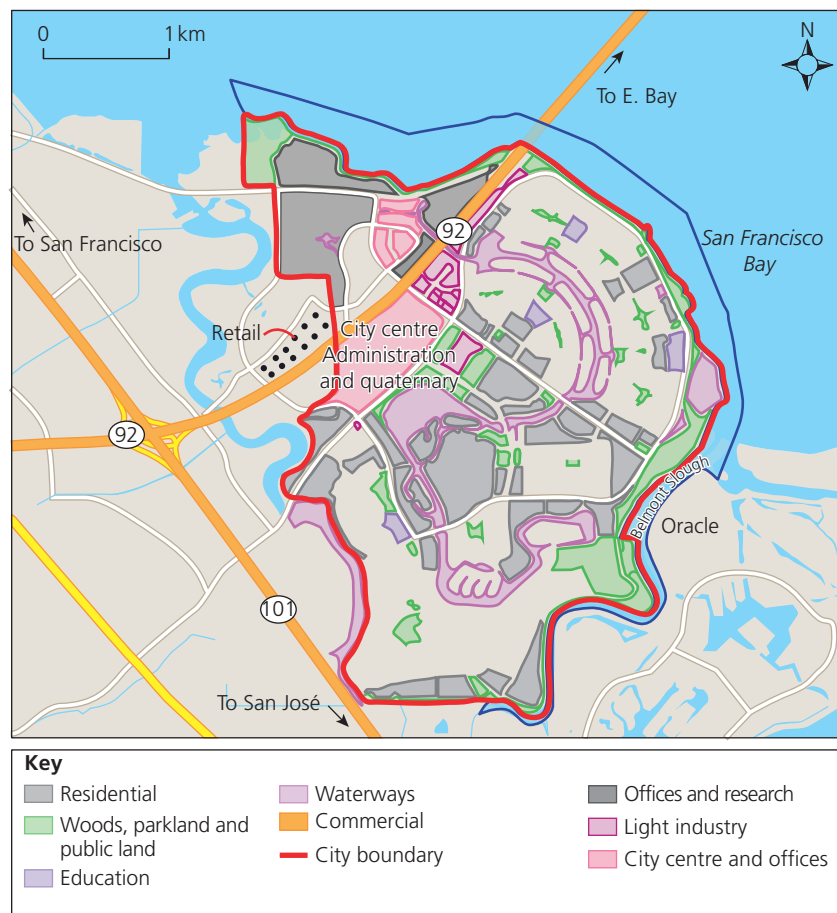 0
1 km
N
To E. Bay
92
To San Francisco
San Francisco
Bay
Retail
City centre
Administration
and quaternary
92
Belmont Slough
Oracle
101
To San José
Key
Residential
Woods, parkland and
public land
Education
Waterways
Commercial
City boundary
Offices and research
Light industry
City centre and offices